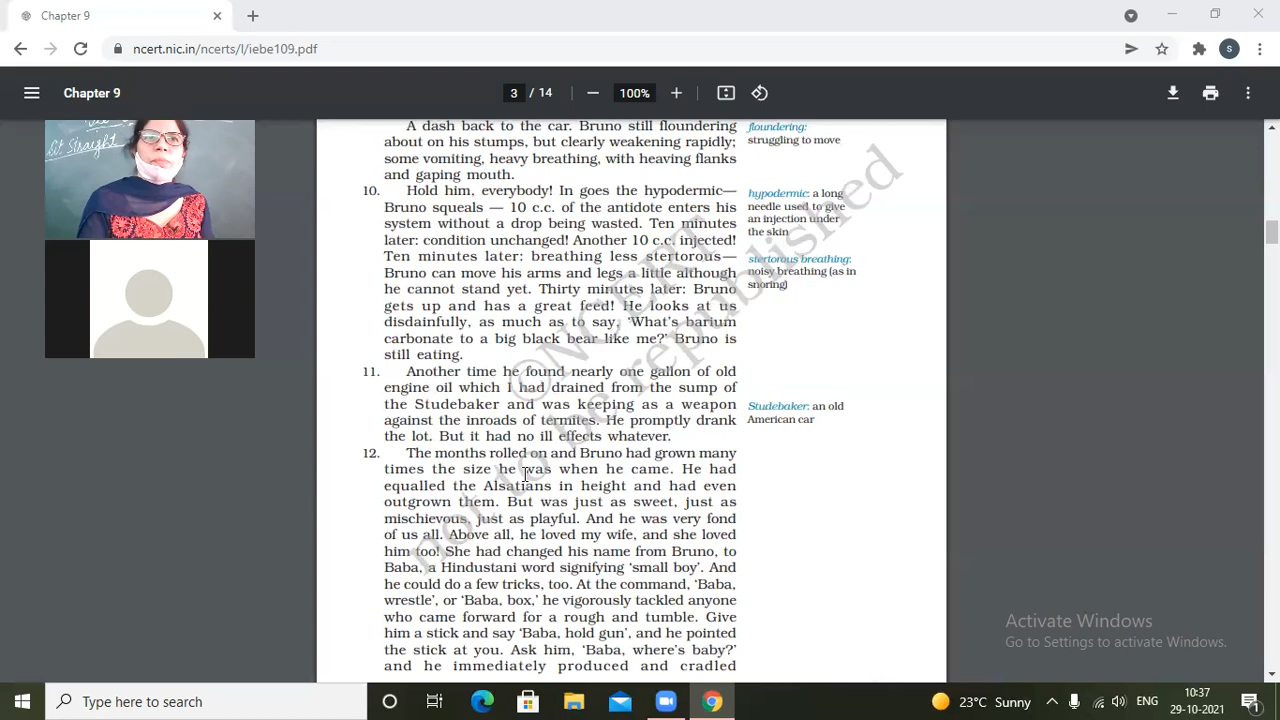 Chapter 9
ncert.nic.in/ncerts/l/iebe109.pdf
S
Chapter 9
3 / 14
100%
At Straight
A dash back to the car. Bruno still floundering
about on his stumps, but clearly weakening rapidly;
some vomiting, heavy breathing, with heaving flanks
and gaping mouth.
floundering:
struggling to move
10. Hold him, everybody! In goes the hypodermic—
Bruno squeals — 10 c.c. of the antidote enters his
system without a drop being wasted. Ten minutes
later: condition unchanged! Another 10 c.c. injected!
Ten minutes later: breathing less stertorous—
Bruno can move his arms and legs a little although
he cannot stand yet. Thirty minutes later: Bruno
gets up and has a great feed! He looks at us
disdainfully, as much as to say, ‘What’s barium
carbonate to a big black bear like me?’ Bruno is
still eating.
hypodermic: a long
needle used to give
an injection under
the skin
stertorous breathing:
noisy breathing (as in
snoring)
11. Another time he found nearly one gallon of old
engine oil which I had drained from the sump of
the Studebaker and was keeping as a weapon
against the inroads of termites. He promptly drank
the lot. But it had no ill effects whatever.
Studebaker: an old
American car
12. The months rolled on and Bruno had grown many
times the size he was when he came. He had
equalled the Alsatians in height and had even
outgrown them. But was just as sweet, just as
mischievous, just as playful. And he was very fond
of us all. Above all, he loved my wife, and she loved
him too! She had changed his name from Bruno, to
Baba, a Hindustani word signifying ‘small boy’. And
he could do a few tricks, too. At the command, ‘Baba,
wrestle’, or ‘Baba, box,’ he vigorously tackled anyone
who came forward for a rough and tumble. Give
him a stick and say ‘Baba, hold gun’, and he pointed
the stick at you. Ask him, ‘Baba, where’s baby?’
and he immediately produced and cradled
©NCERT
not to be republished
Activate Windows
Go to Settings to activate Windows.
Type here to search
23°C Sunny
ENG
10:37
29-10-2021
1